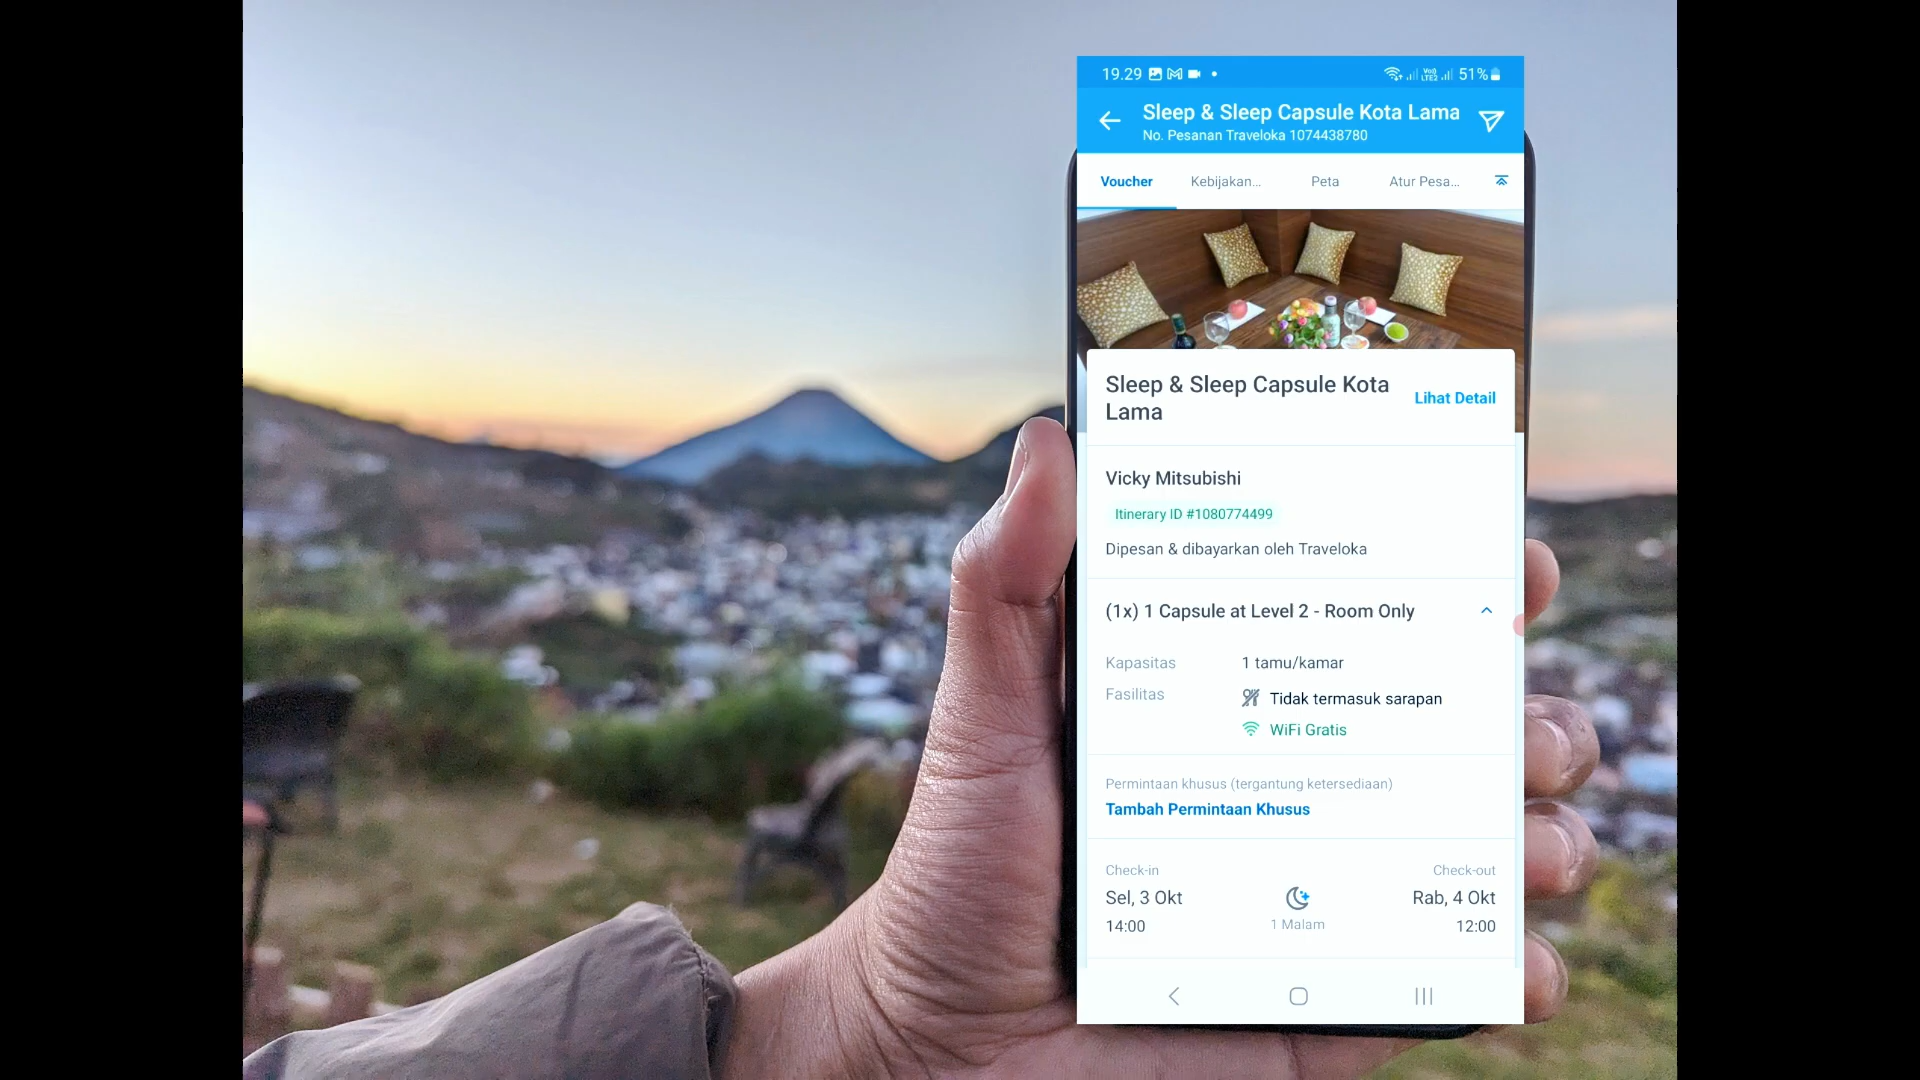 19.29 51%
Sleep & Sleep Capsule Kota Lama
No. Pesanan Traveloka 1074438780
Voucher Kebijakan... Peta Atur Pesa...
Sleep & Sleep Capsule Kota
Lama
Lihat Detail
Vicky Mitsubishi
Itinerary ID #1080774499
Dipesan & dibayarkan oleh Traveloka
(1x) 1 Capsule at Level 2 - Room Only
Kapasitas 1 tamu/kamar
Fasilitas Tidak termasuk sarapan
WiFi Gratis
Permintaan khusus (tergantung ketersediaan)
Tambah Permintaan Khusus
Check-in Check-out
Sel, 3 Okt Rab, 4 Okt
14:00 1 Malam 12:00